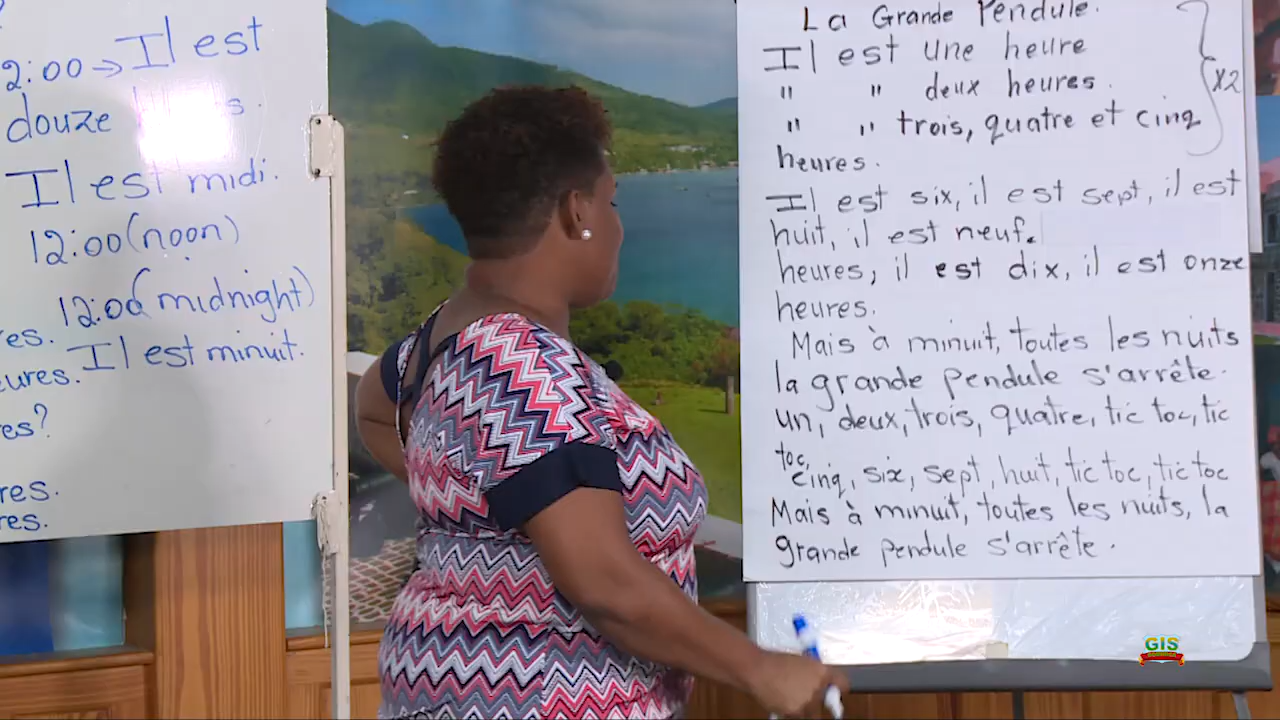 2:00 → Il est
douze
Il est midi.
12:00 (noon)
12:00 (midnight)
Il est minuit.
res.
eures.
res?
res.
res.
La Grande Pendule.
Il est une heure
" " deux heures.
" " trois, quatre et cinq
heures.
x2
Il est six, il est sept, il est
huit, il est neuf.
heures, il est dix, il est onze
heures.
Mais à minuit, toutes les nuits
la grande pendule s'arrête.
un, deux, trois, quatre, tic toc, tic
toc,
cinq, six, sept, huit, tic toc, tic toc
Mais à minuit, toutes les nuits, la
grande pendule s'arrête.
GIS